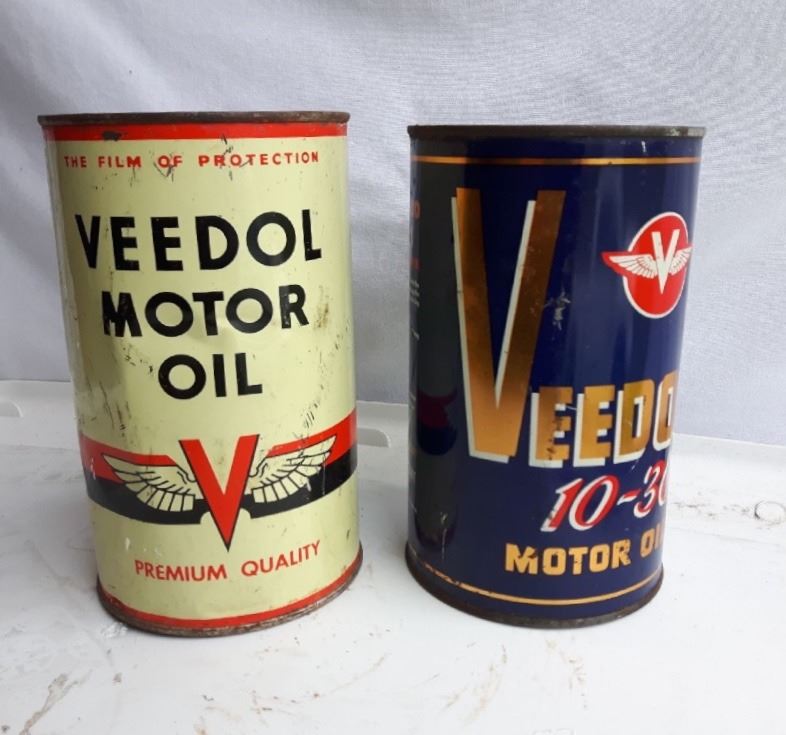 THE FILM OF PROTECTION
VEEDOL
MOTOR
OIL
V
PREMIUM QUALITY
V
VEEDO
10-30
MOTOR OI